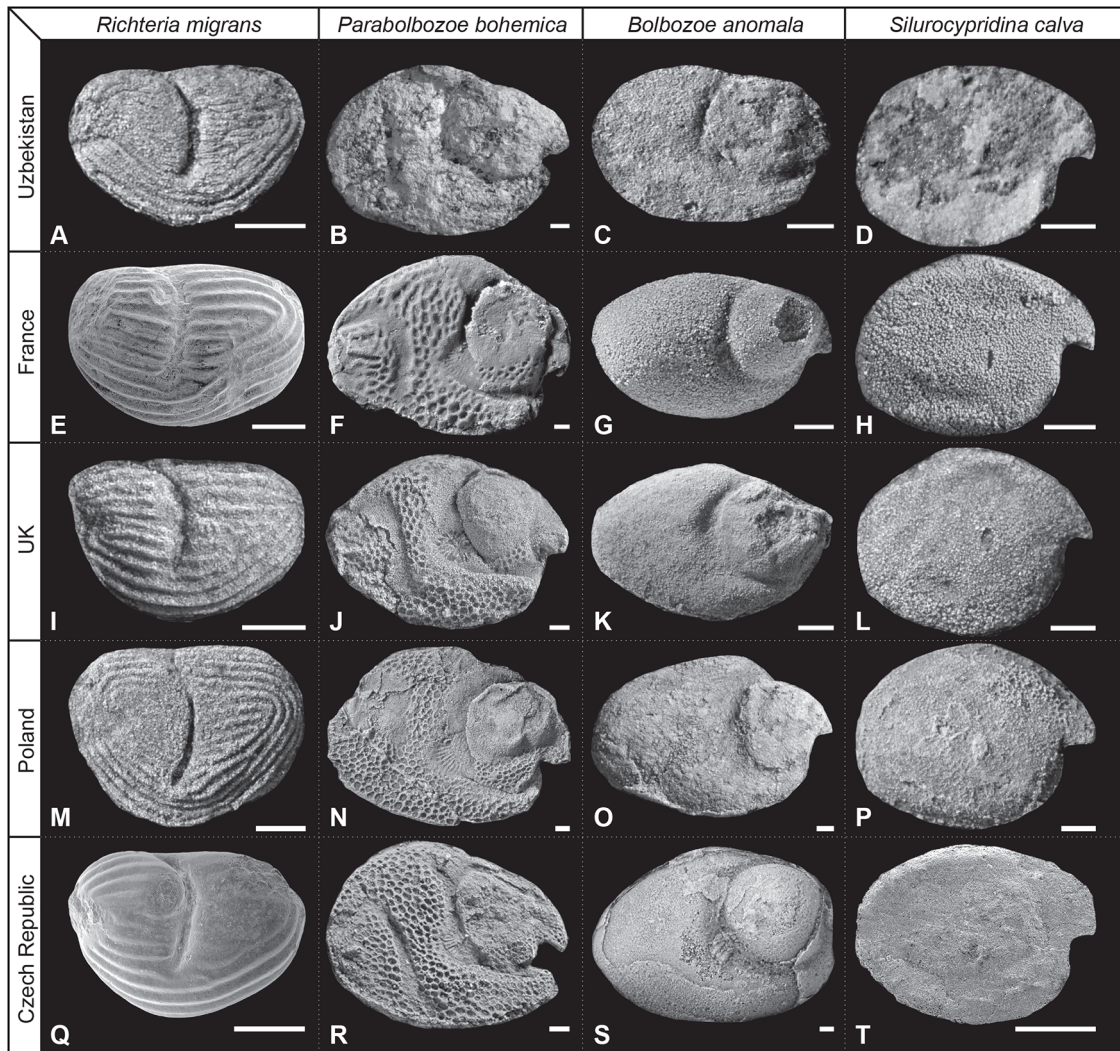 Richteria migrans Parabolbozoe bohemica Bolbozoe anomala Silurocypridina calva
Uzbekistan
A B C D
France
E F G H
UK
I J K L
Poland
M N O P
Czech Republic
Q R S T